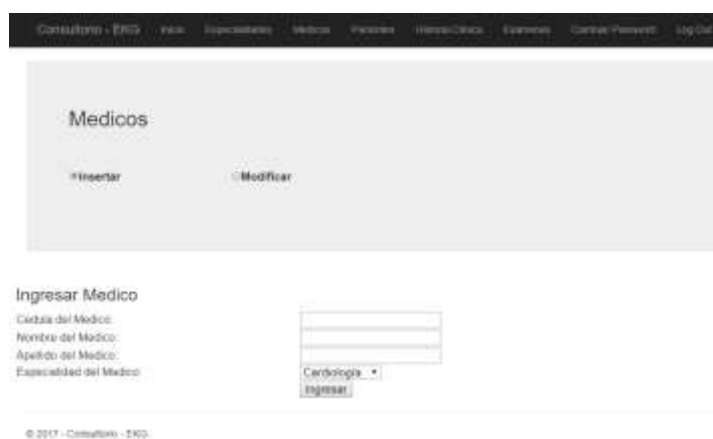 Consultorio - EKG Inicio Especialidades Medicos Pacientes Historia Clinica Examenes Cambiar Password Log Out
Medicos
Insertar Modificar
Ingresar Medico
Cedula del Medico:
Nombre del Medico:
Apellido del Medico:
Especialidad del Medico: Cardiología
Ingresar
© 2017 - Consultorio - EKG